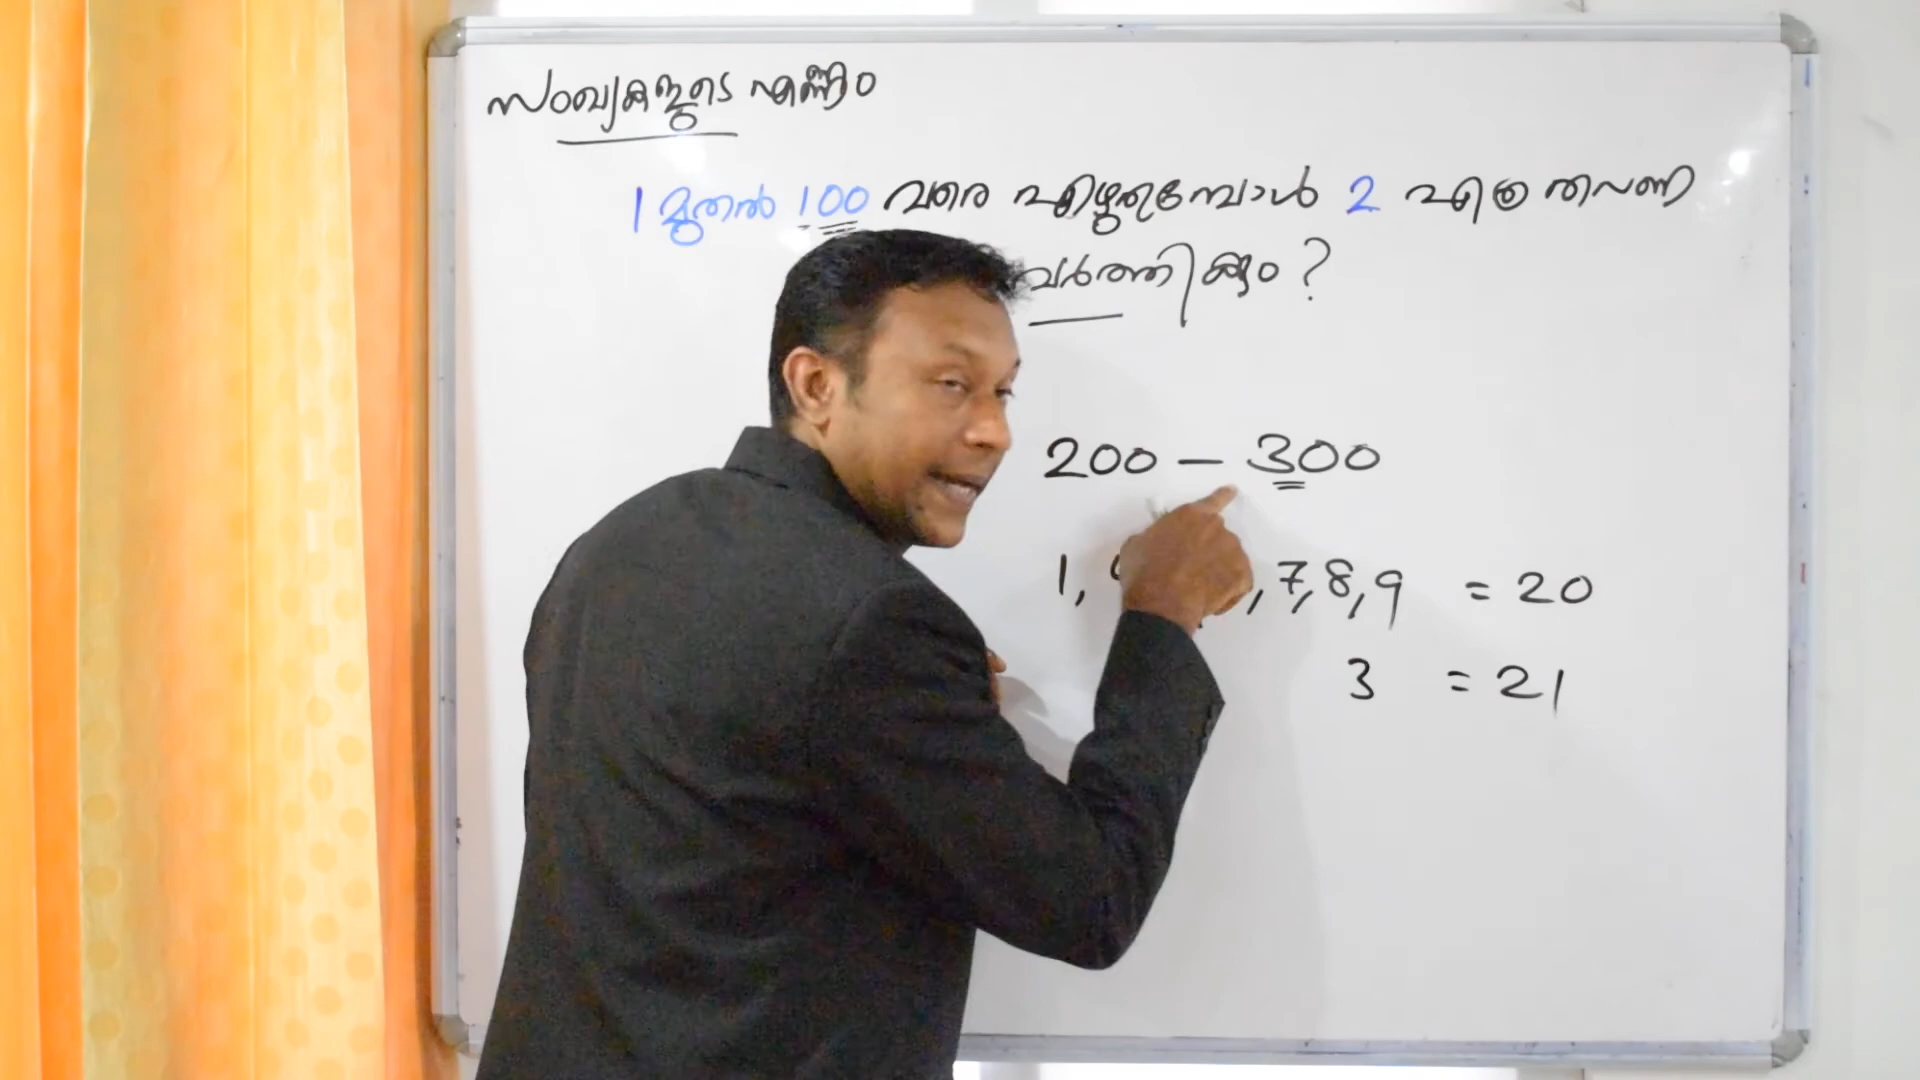 സംഖ്യകളുടെ എണ്ണം
1 മുതൽ 100 വരെ എഴുതുമ്പോൾ 2 എത്ര തവണ
വർത്തിക്കും ?
200 – 300
1, , 7, 8, 9 = 20
3 = 21